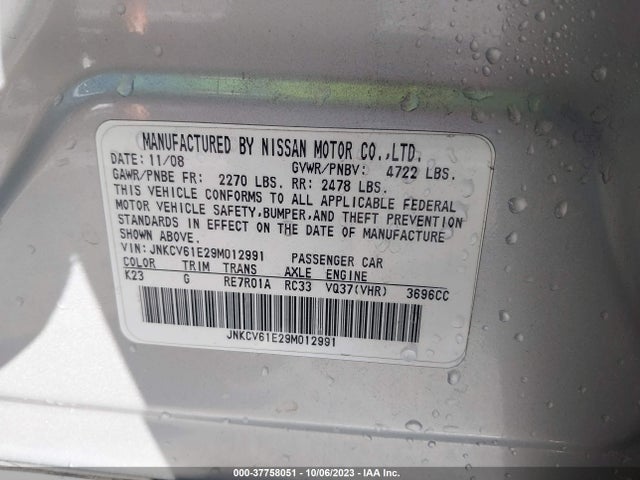 MANUFACTURED BY NISSAN MOTOR CO.,LTD.
DATE: 11/08 GVWR/PNBV: 4722 LBS.
GAWR/PNBE FR: 2270 LBS. RR: 2478 LBS.
THIS VEHICLE CONFORMS TO ALL APPLICABLE FEDERAL
MOTOR VEHICLE SAFETY,BUMPER,AND THEFT PREVENTION
STANDARDS IN EFFECT ON THE DATE OF MANUFACTURE
SHOWN ABOVE.
VIN: JNKCV61E29M012991 PASSENGER CAR
COLOR TRIM TRANS AXLE ENGINE
K23 G RE7R01A RC33 VQ37(VHR) 3696CC
JNKCV61E29M012991
000-37758051 - 10/06/2023 - IAA Inc.